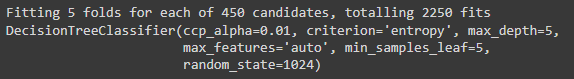 Fitting 5 folds for each of 450 candidates, totalling 2250 fits
DecisionTreeClassifier(ccp_alpha=0.01, criterion='entropy', max_depth=5,
max_features='auto', min_samples_leaf=5,
random_state=1024)